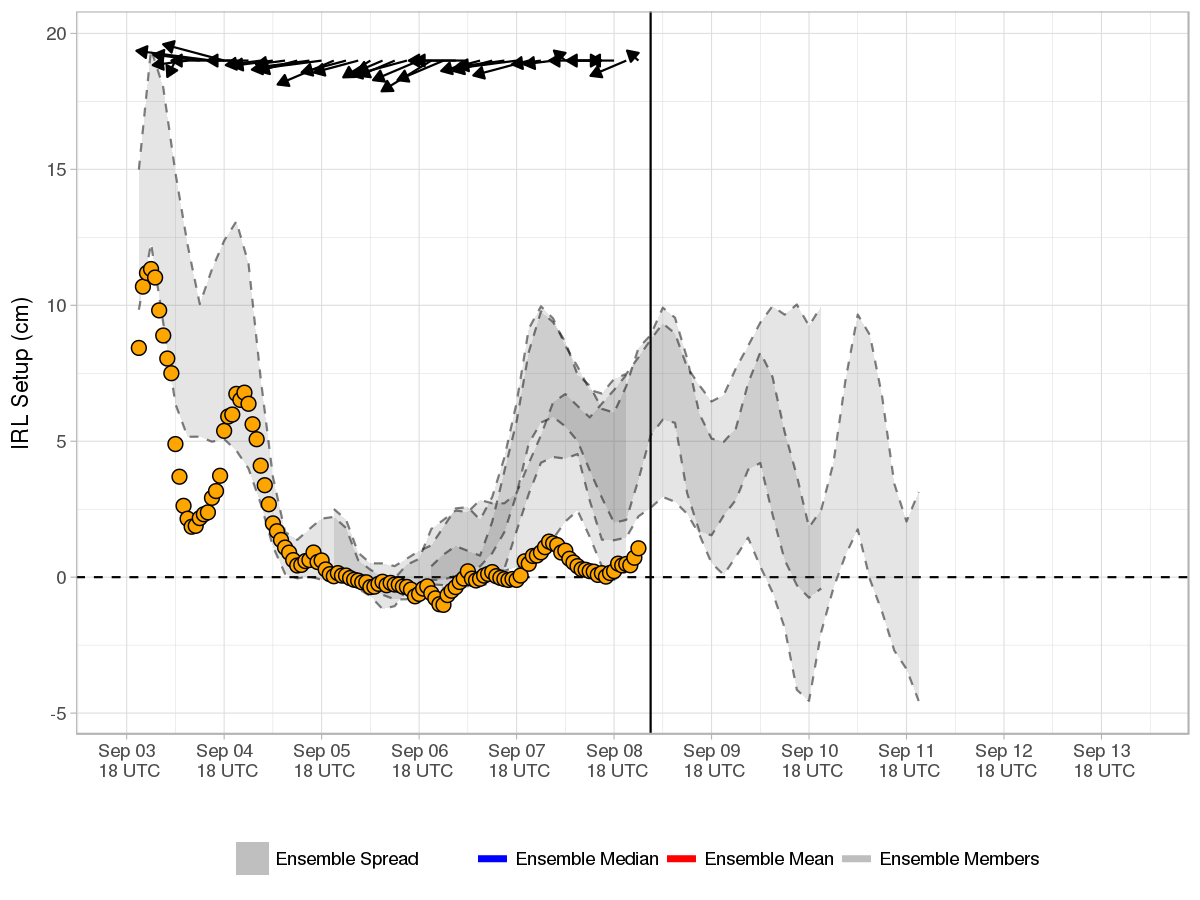 IRL Setup (cm)
20
15
10
5
0
-5
Sep 03 Sep 04 Sep 05 Sep 06 Sep 07 Sep 08 Sep 09 Sep 10 Sep 11 Sep 12 Sep 13
18 UTC 18 UTC 18 UTC 18 UTC 18 UTC 18 UTC 18 UTC 18 UTC 18 UTC 18 UTC 18 UTC
Ensemble Spread Ensemble Median Ensemble Mean Ensemble Members